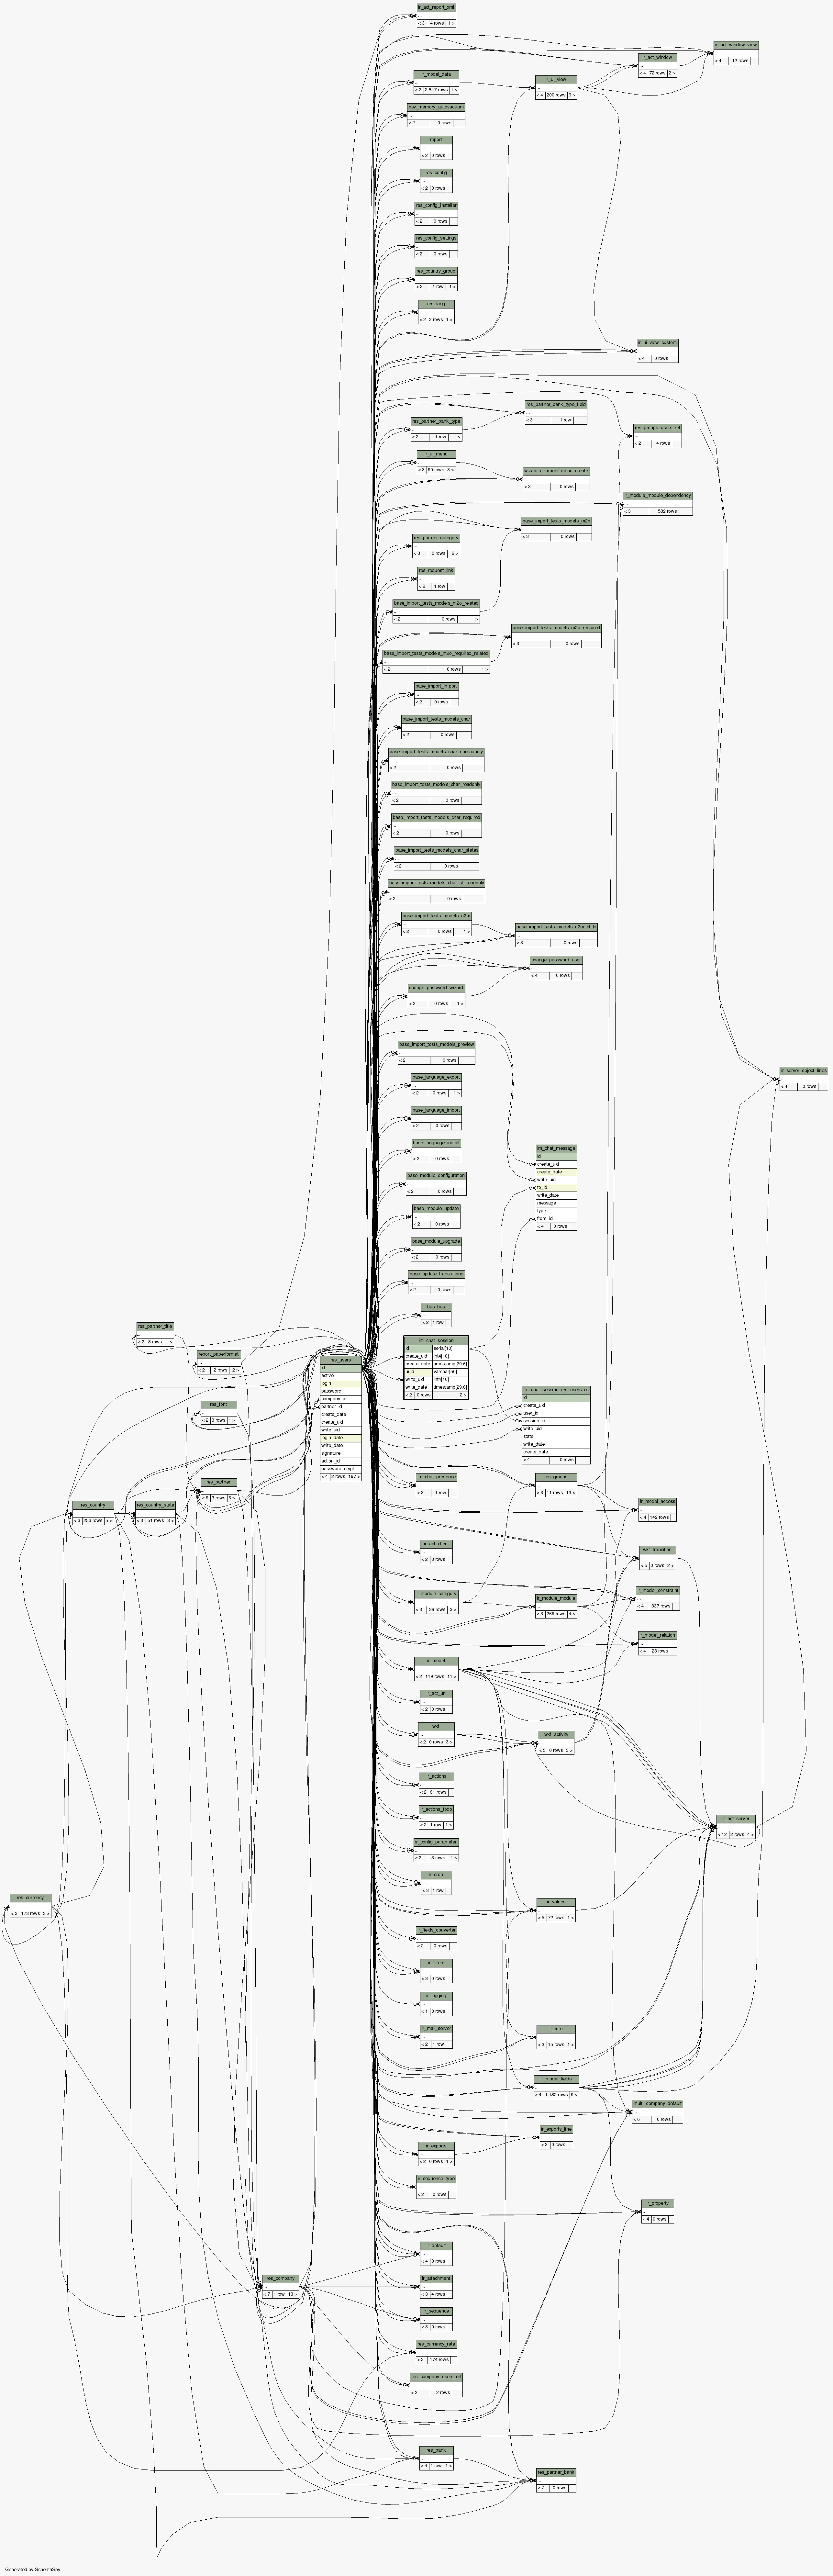 ir_act_report_xml
...
< 3 4 rows 1 >
ir_act_window_view
...
< 4 12 rows
ir_act_window
...
< 4 72 rows 2 >
ir_model_data
...
< 2 2.847 rows 1 >
ir_ui_view
...
< 4 200 rows 6 >
osv_memory_autovacuum
...
< 2 0 rows
report
...
< 2 0 rows
res_config
...
< 2 0 rows
res_config_installer
...
< 2 0 rows
res_config_settings
...
< 2 0 rows
res_country_group
...
< 2 1 row 1 >
res_lang
...
< 2 2 rows 1 >
ir_ui_view_custom
...
< 4 0 rows
res_partner_bank_type_field
...
< 3 1 row
res_partner_bank_type
...
< 2 1 row 1 >
res_groups_users_rel
...
< 2 4 rows
ir_ui_menu
...
< 3 93 rows 3 >
wizard_ir_model_menu_create
...
< 3 0 rows
ir_module_module_dependency
...
< 3 582 rows
base_import_tests_models_m2o
...
< 3 0 rows
res_partner_category
...
< 3 0 rows 2 >
res_request_link
...
< 2 1 row
base_import_tests_models_m2o_related
...
< 2 0 rows 1 >
base_import_tests_models_m2o_required
...
< 3 0 rows
base_import_tests_models_m2o_required_related
...
< 2 0 rows 1 >
base_import_import
...
< 2 0 rows
base_import_tests_models_char
...
< 2 0 rows
base_import_tests_models_char_noreadonly
...
< 2 0 rows
base_import_tests_models_char_readonly
...
< 2 0 rows
base_import_tests_models_char_required
...
< 2 0 rows
base_import_tests_models_char_states
...
< 2 0 rows
base_import_tests_models_char_stillreadonly
...
< 2 0 rows
base_import_tests_models_o2m
...
< 2 0 rows 1 >
base_import_tests_models_o2m_child
...
< 3 0 rows
change_password_user
...
< 4 0 rows
change_password_wizard
...
< 2 0 rows 1 >
base_import_tests_models_preview
...
< 2 0 rows
ir_server_object_lines
...
< 4 0 rows
base_language_export
...
< 2 0 rows 1 >
base_language_import
...
< 2 0 rows
base_language_install
...
< 2 0 rows
im_chat_message
id
create_uid
create_date
write_uid
to_id
write_date
message
type
from_id
< 4 0 rows
base_module_configuration
...
< 2 0 rows
base_module_update
...
< 2 0 rows
base_module_upgrade
...
< 2 0 rows
base_update_translations
...
< 2 0 rows
bus_bus
...
< 2 1 row
res_partner_title
...
< 2 8 rows 1 >
report_paperformat
...
< 2 2 rows 2 >
im_chat_session
id serial[10]
create_uid int4[10]
create_date timestamp[29,6]
uuid varchar[50]
write_uid int4[10]
write_date timestamp[29,6]
< 2 0 rows 2 >
res_users
id
active
login
password
company_id
partner_id
create_date
create_uid
write_uid
login_date
write_date
signature
action_id
password_crypt
< 4 2 rows 197 >
im_chat_session_res_users_rel
id
create_uid
user_id
session_id
write_uid
state
write_date
create_date
< 4 0 rows
res_font
...
< 2 3 rows 1 >
res_partner
...
< 9 3 rows 6 >
im_chat_presence
...
< 3 1 row
res_groups
...
< 3 11 rows 13 >
res_country
...
< 3 253 rows 5 >
res_country_state
...
< 3 51 rows 3 >
ir_model_access
...
< 4 142 rows
ir_act_client
...
< 2 3 rows
wkf_transition
...
< 5 0 rows 2 >
ir_module_category
...
< 3 38 rows 3 >
ir_module_module
...
< 3 269 rows 4 >
ir_model_constraint
...
< 4 337 rows
ir_model_relation
...
< 4 23 rows
ir_model
...
< 2 119 rows 11 >
ir_act_url
...
< 2 0 rows
wkf
...
< 2 0 rows 3 >
wkf_activity
...
< 5 0 rows 3 >
ir_actions
...
< 2 81 rows
ir_actions_todo
...
< 2 1 row 1 >
ir_act_server
...
< 12 2 rows 4 >
ir_config_parameter
...
< 2 3 rows 1 >
ir_cron
...
< 3 1 row
res_currency
...
< 3 173 rows 3 >
ir_values
...
< 5 72 rows 1 >
ir_fields_converter
...
< 2 0 rows
ir_filters
...
< 3 0 rows
ir_logging
...
< 1 0 rows
ir_mail_server
...
< 2 1 row
ir_rule
...
< 3 15 rows 1 >
ir_model_fields
...
< 4 1.182 rows 9 >
multi_company_default
...
< 6 0 rows
ir_exports_line
...
< 3 0 rows
ir_exports
...
< 2 0 rows 1 >
ir_sequence_type
...
< 2 0 rows
ir_property
...
< 4 0 rows
ir_default
...
< 4 0 rows
res_company
...
< 7 1 row 13 >
ir_attachment
...
< 3 4 rows
ir_sequence
...
< 3 0 rows
res_currency_rate
...
< 3 174 rows
res_company_users_rel
...
< 2 2 rows
res_bank
...
< 4 1 row 1 >
res_partner_bank
...
< 7 0 rows
Generated by SchemaSpy